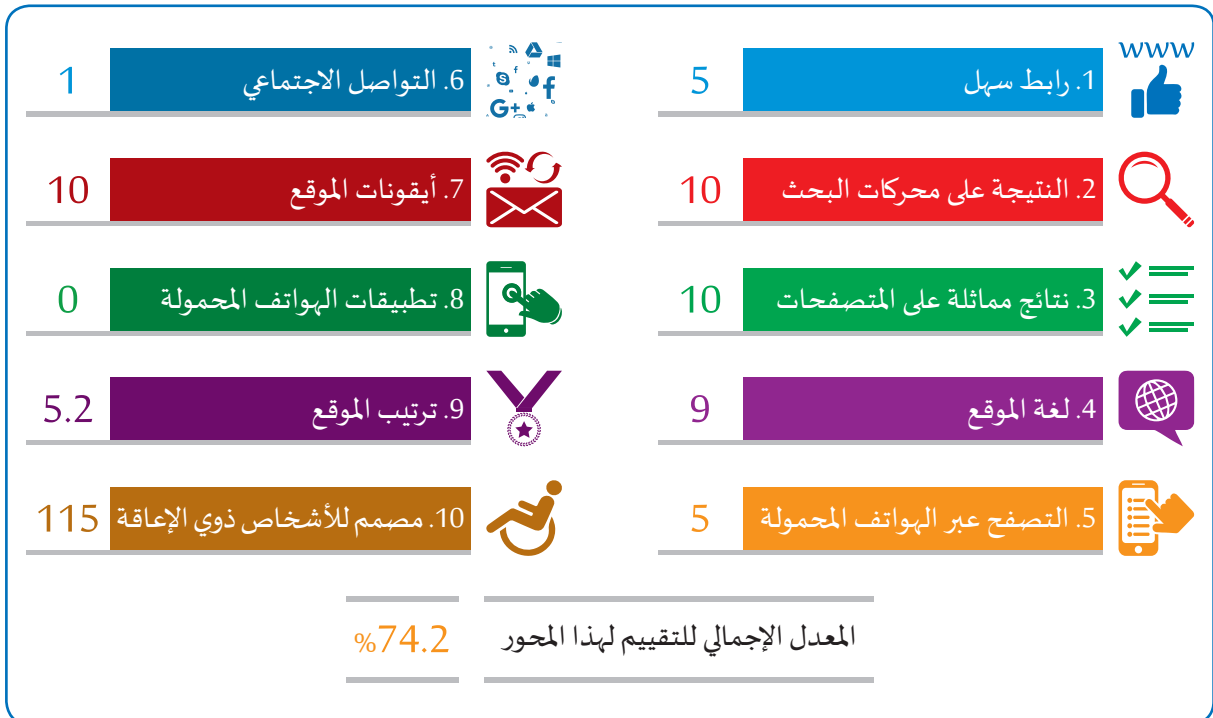 www
1. رابط سهل
5
2. النتيجة على محركات البحث
10
3. نتائج مماثلة على المتصفحات
10
4. لغة الموقع
9
5. التصفح عبر الهواتف المحمولة
5
6. التواصل الاجتماعي
1
7. أيقونات الموقع
10
8. تطبيقات الهواتف المحمولة
0
9. ترتيب الموقع
5.2
10. مصمم للأشخاص ذوي الإعاقة
115
المعدل الإجمالي للتقييم لهذا المحور
%74.2